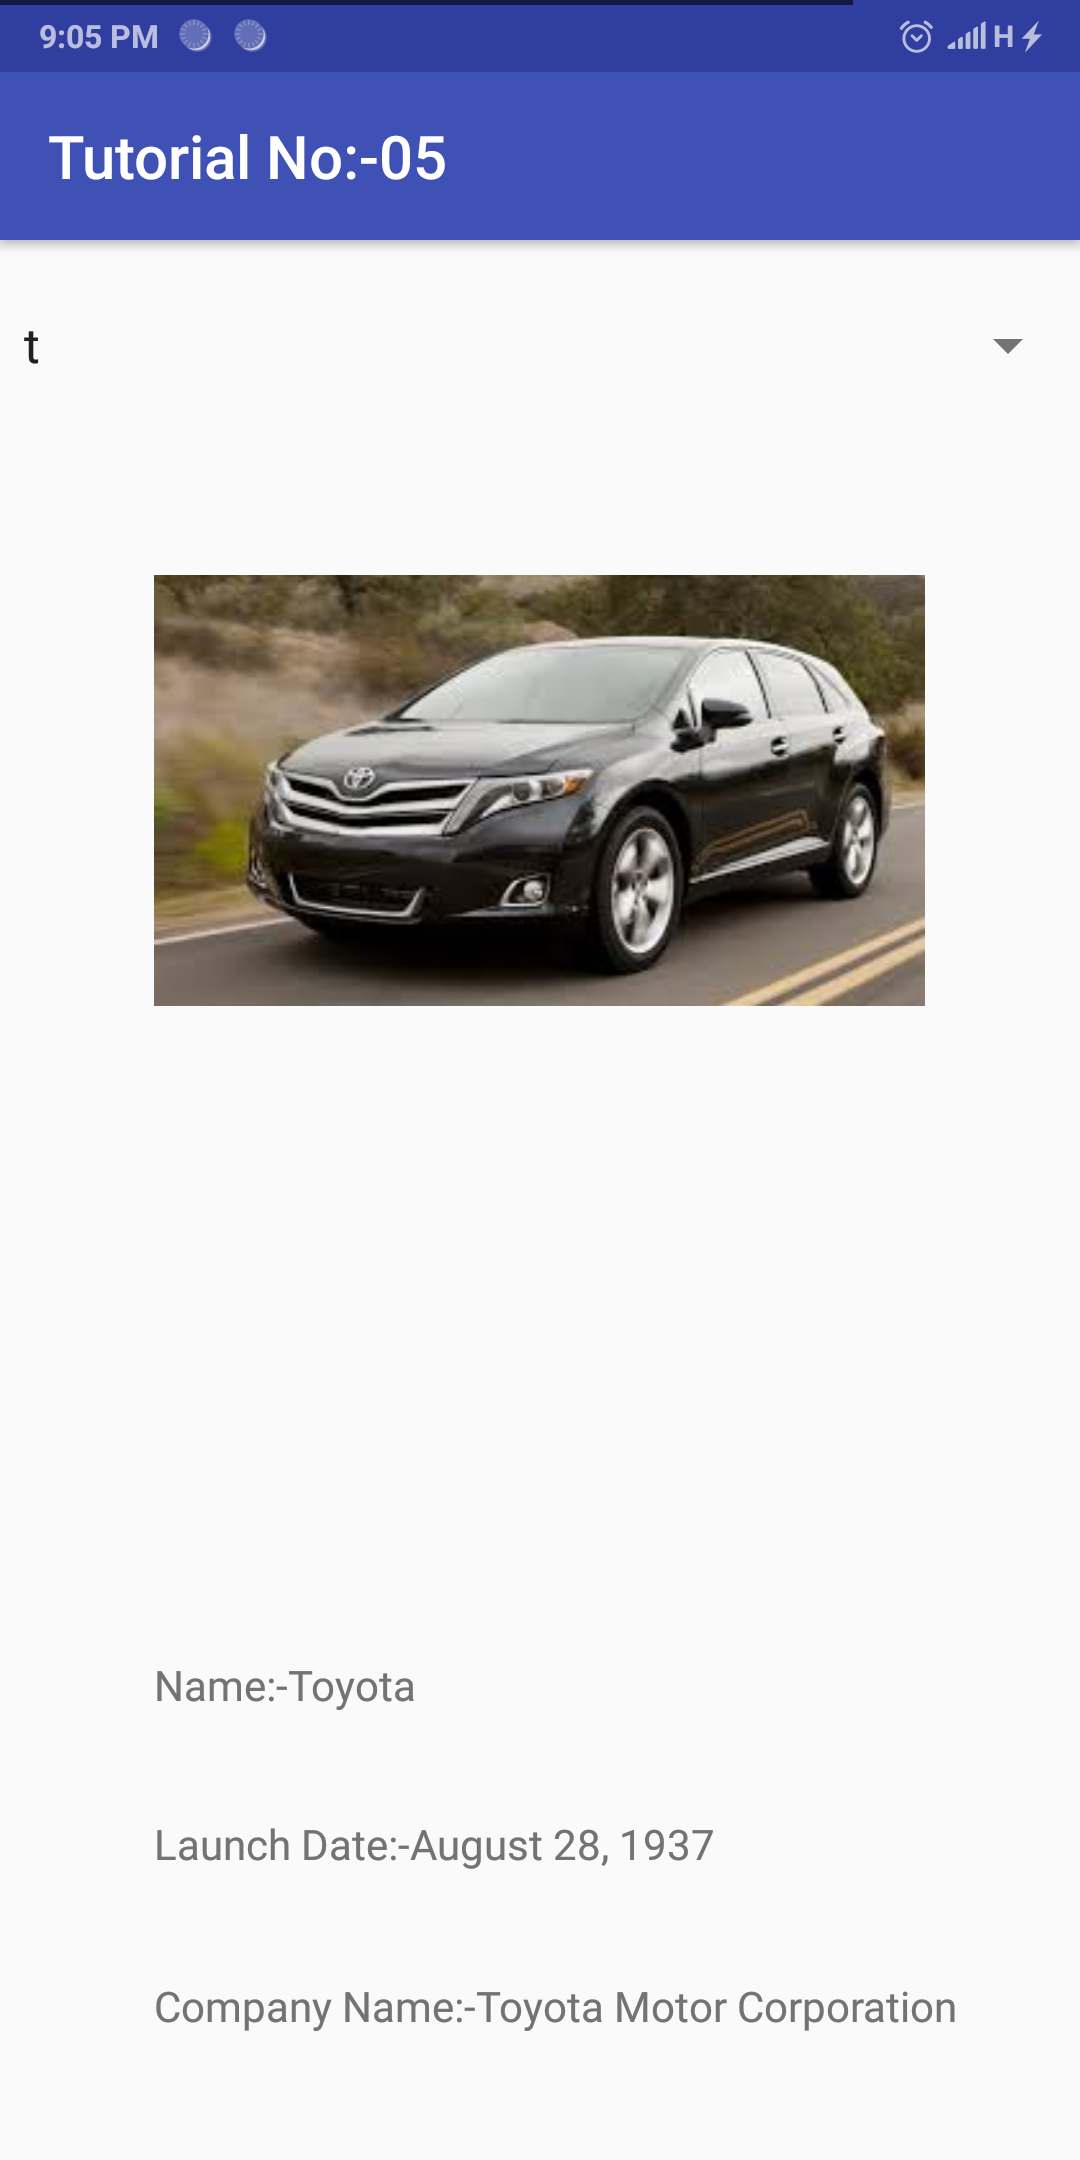 9:05 PM H
Tutorial No:-05
t
Name:-Toyota
Launch Date:-August 28, 1937
Company Name:-Toyota Motor Corporation